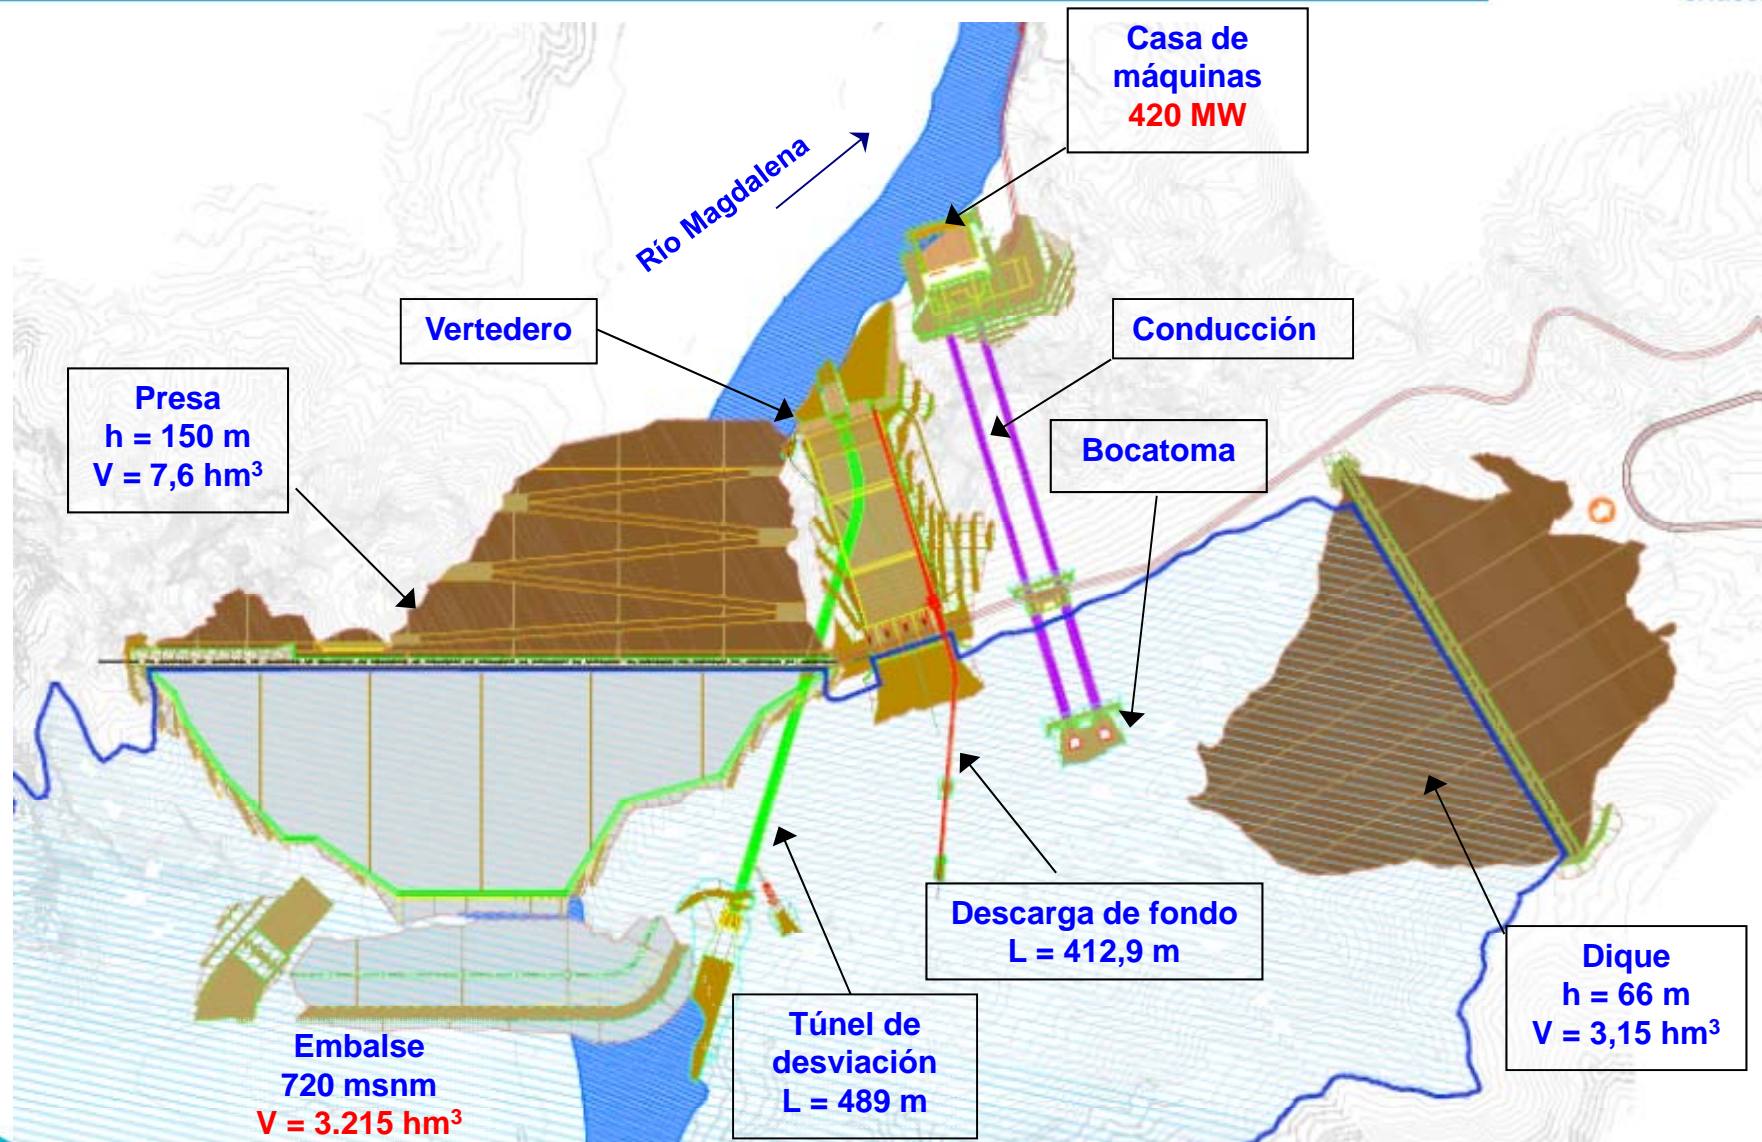 Casa de
máquinas
420 MW
Río Magdalena
Vertedero
Conducción
Presa
h = 150 m
V = 7,6 hm³
Bocatoma
Descarga de fondo
L = 412,9 m
Dique
h = 66 m
V = 3,15 hm³
Túnel de
desviación
L = 489 m
Embalse
720 msnm
V = 3.215 hm³